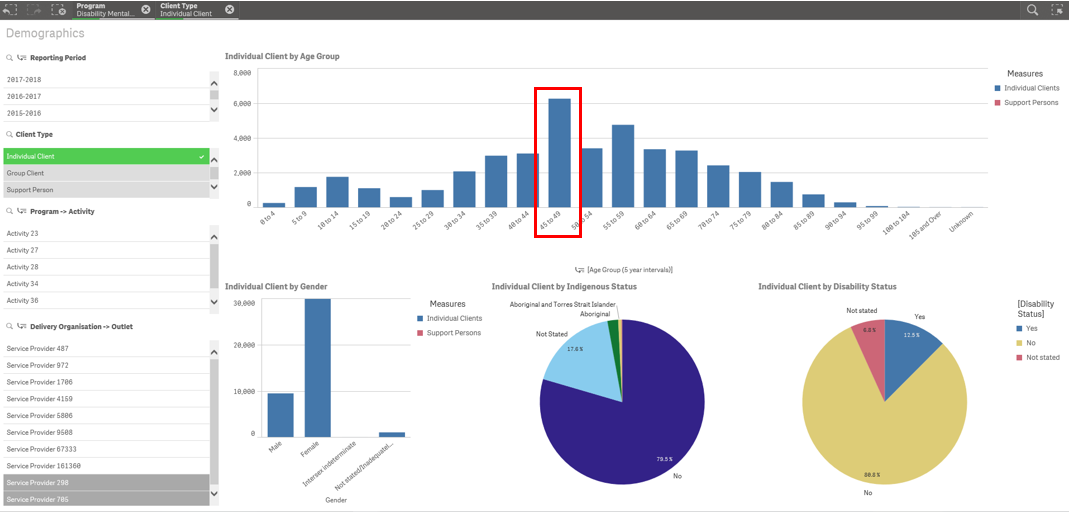 Program
Disability Mental...
Client Type
Individual Client
Demographics
Reporting Period
2017-2018
2016-2017
2015-2016
Client Type
Individual Client
Group Client
Support Person
Program -> Activity
Activity 23
Activity 27
Activity 28
Activity 34
Activity 36
Delivery Organisation -> Outlet
Service Provider 487
Service Provider 972
Service Provider 1706
Service Provider 4159
Service Provider 5806
Service Provider 9508
Service Provider 67333
Service Provider 161360
Service Provider 298
Service Provider 785
Individual Client by Age Group
8,000
6,000
4,000
2,000
0
0 to 4
5 to 9
10 to 14
15 to 19
20 to 24
25 to 29
30 to 34
35 to 39
40 to 44
45 to 49
50 to 54
55 to 59
60 to 64
65 to 69
70 to 74
75 to 79
80 to 84
85 to 89
90 to 94
95 to 99
100 to 104
105 and Over
Unknown
[Age Group (5 year intervals)]
Measures
Individual Clients
Support Persons
Individual Client by Gender
30,000
20,000
10,000
0
Male
Female
Intersex indeterminate
Not stated/Inadequatel...
Gender
Measures
Individual Clients
Support Persons
Individual Client by Indigenous Status
Aboriginal and Torres Strait Islander
Aboriginal
Not Stated
17.6 %
79.5 %
No
Individual Client by Disability Status
Not stated
Yes
6.8 %
12.5 %
No
[Disability
Status]
Yes
No
Not stated